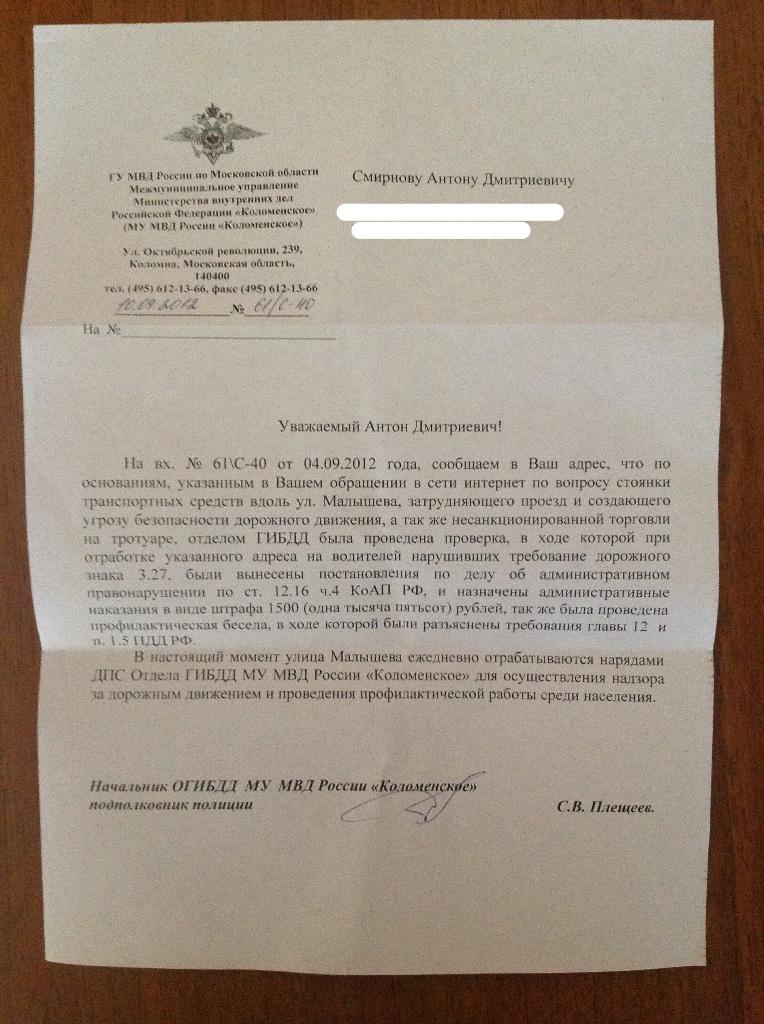 ГУ МВД России по Московской области
Межмуниципальное управление
Министерства внутренних дел
Российской Федерации «Коломенское»
(МУ МВД России «Коломенское»)
Ул. Октябрьской революции, 239,
Коломна, Московская область,
140400
тел. (495) 612-13-66, факс (495) 612-13-66
10.09.2012 № 61/С-40
На №
Смирнову Антону Дмитриевичу
Уважаемый Антон Дмитриевич!
На вх. № 61\С-40 от 04.09.2012 года, сообщаем в Ваш адрес, что по
основаниям, указанным в Вашем обращении в сети интернет по вопросу стоянки
транспортных средств вдоль ул. Малышева, затрудняющего проезд и создающего
угрозу безопасности дорожного движения, а так же несанкционированной торговли
на тротуаре, отделом ГИБДД была проведена проверка, в ходе которой при
отработке указанного адреса на водителей нарушивших требование дорожного
знака 3.27, были вынесены постановления по делу об административном
правонарушении по ст. 12.16 ч.4 КоАП РФ, и назначены административные
наказания в виде штрафа 1500 (одна тысяча пятьсот) рублей, так же была проведена
профилактическая беседа, в ходе которой были разъяснены требования главы 12 и
п. 1.5 ПДД РФ.
В настоящий момент улица Малышева ежедневно отрабатываются нарядами
ДПС Отдела ГИБДД МУ МВД России «Коломенское» для осуществления надзора
за дорожным движением и проведения профилактической работы среди населения.
Начальник ОГИБДД МУ МВД России «Коломенское»
подполковник полиции С.В. Плещеев.